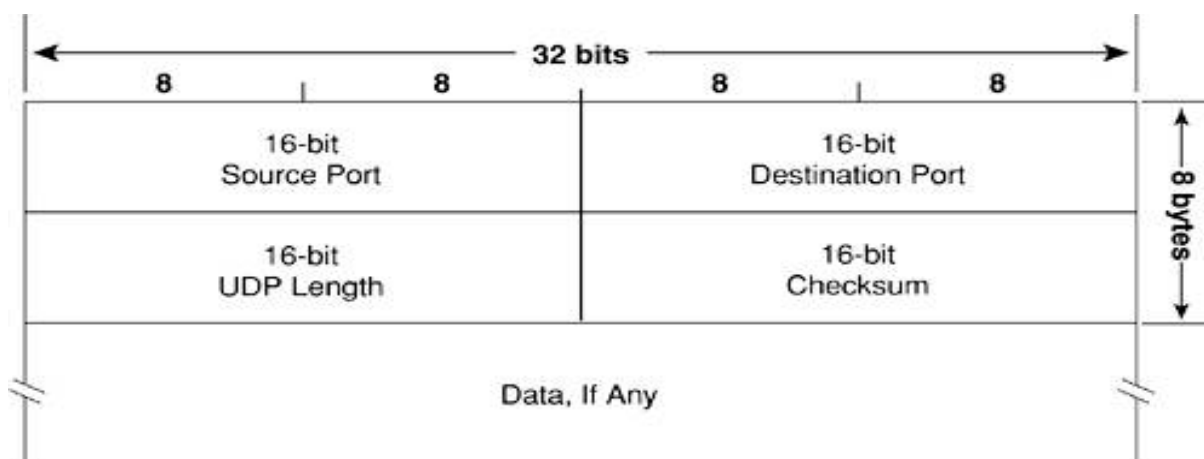 32 bits
8 8 8 8
16-bit
Source Port
16-bit
Destination Port
16-bit
UDP Length
16-bit
Checksum
8 bytes
Data, If Any